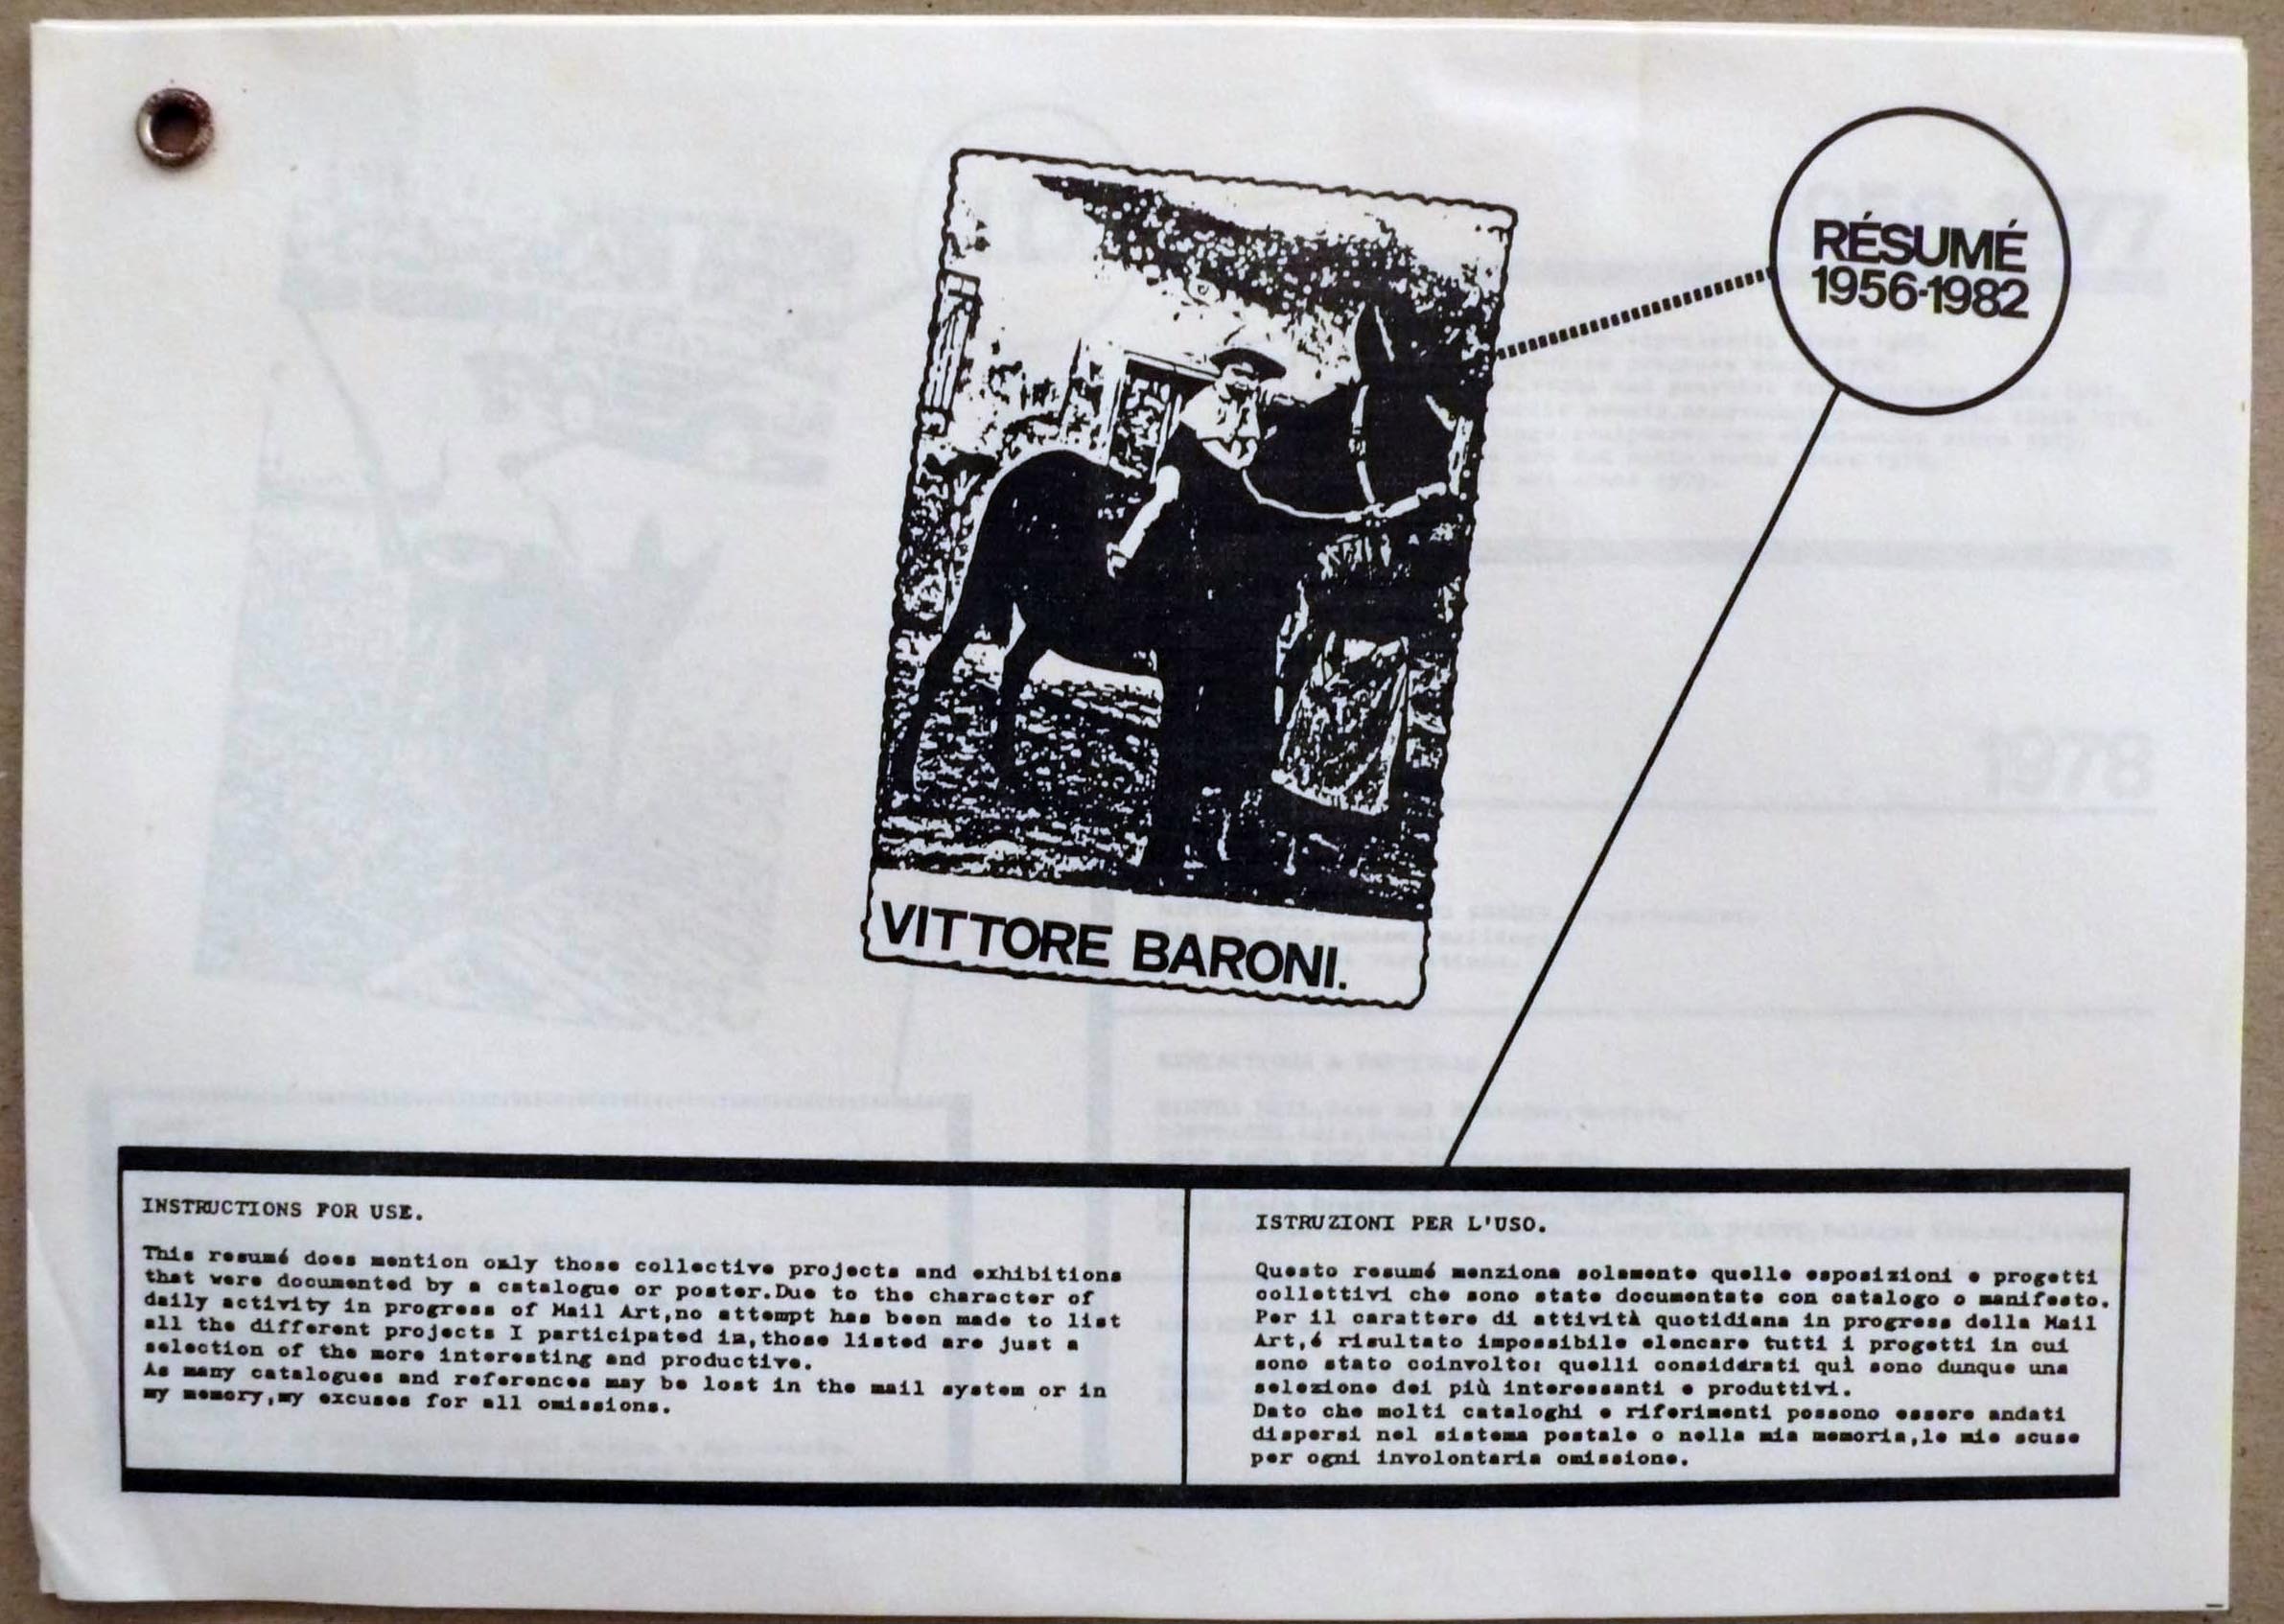 RÉSUMÉ
1956-1982
VITTORE BARONI.
INSTRUCTIONS FOR USE.
This resumé does mention only those collective projects and exhibitions
that were documented by a catalogue or poster.Due to the character of
daily activity in progress of Mail Art,no attempt has been made to list
all the different projects I participated in,those listed are just a
selection of the more interesting and productive.
As many catalogues and references may be lost in the mail system or in
my memory,my excuses for all omissions.
ISTRUZIONI PER L'USO.
Questo resumé menziona solamente quelle esposizioni e progetti
collettivi che sono state documentate con catalogo o manifesto.
Per il carattere di attività quotidiana in progress della Mail
Art,é risultato impossibile elencare tutti i progetti in cui
sono stato coinvolto: quelli considerati quì sono dunque una
selezione dei più interessanti e produttivi.
Dato che molti cataloghi e riferimenti possono essere andati
dispersi nel sistema postale o nella mia memoria,le mie scuse
per ogni involontaria omissione.
1978